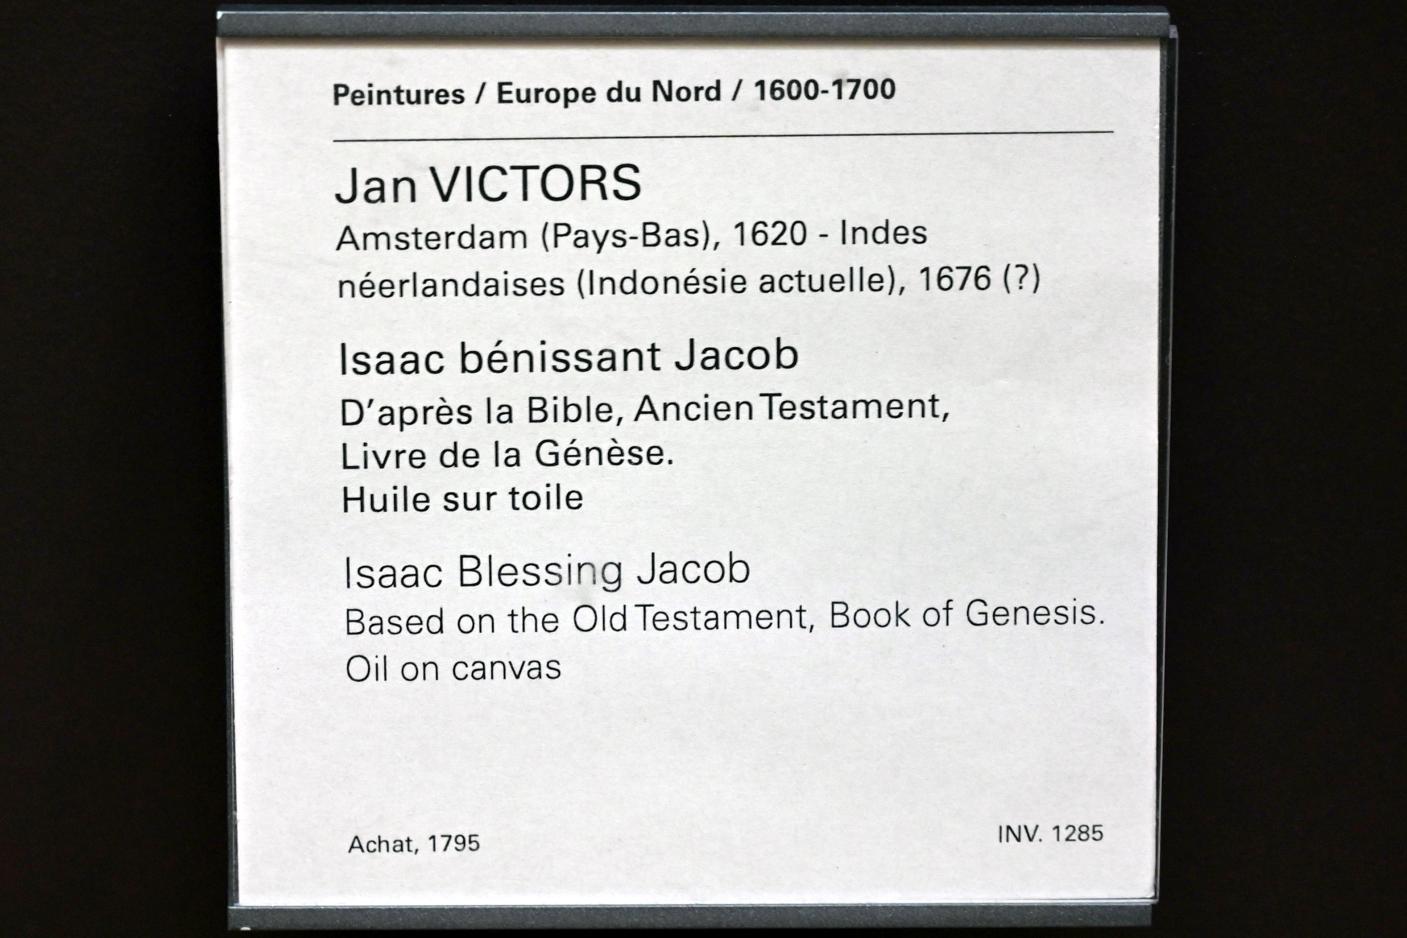 Peintures / Europe du Nord / 1600-1700
Jan VICTORS
Amsterdam (Pays-Bas), 1620 - Indes
néerlandaises (Indonésie actuelle), 1676 (?)
Isaac bénissant Jacob
D'après la Bible, Ancien Testament,
Livre de la Génèse.
Huile sur toile
Isaac Blessing Jacob
Based on the Old Testament, Book of Genesis.
Oil on canvas
Achat, 1795
INV. 1285